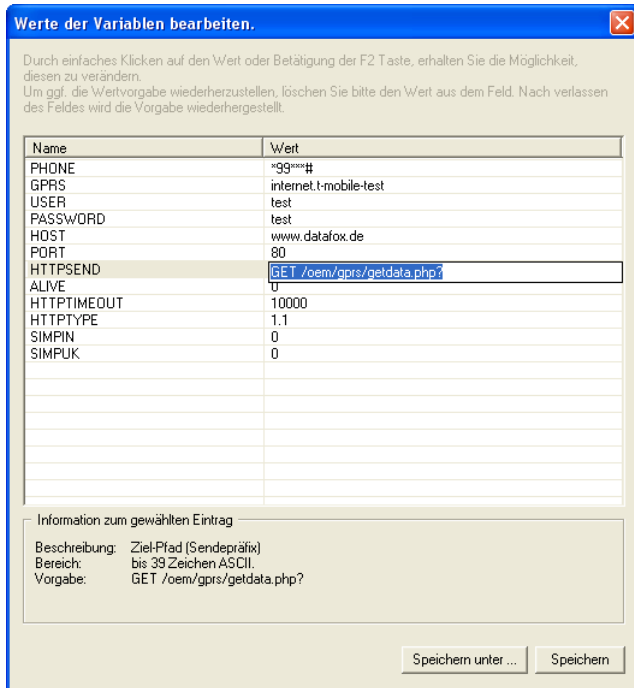 Werte der Variablen bearbeiten.
Durch einfaches Klicken auf den Wert oder Betätigung der F2 Taste, erhalten Sie die Möglichkeit,
diesen zu verändern.
Um ggf. die Wertvorgabe wiederherzustellen, löschen Sie bitte den Wert aus dem Feld. Nach verlassen
des Feldes wird die Vorgabe wiederhergestellt.
Name Wert
PHONE *99***#
GPRS internet.t-mobile-test
USER test
PASSWORD test
HOST www.datafox.de
PORT 80
HTTPSEND GET /oem/gprs/getdata.php?
ALIVE 0
HTTPTIMEOUT 10000
HTTPTYPE 1.1
SIMPIN 0
SIMPUK 0
Information zum gewählten Eintrag
Beschreibung: Ziel-Pfad (Sendepräfix)
Bereich: bis 39 Zeichen ASCII.
Vorgabe: GET /oem/gprs/getdata.php?
Speichern unter ... Speichern